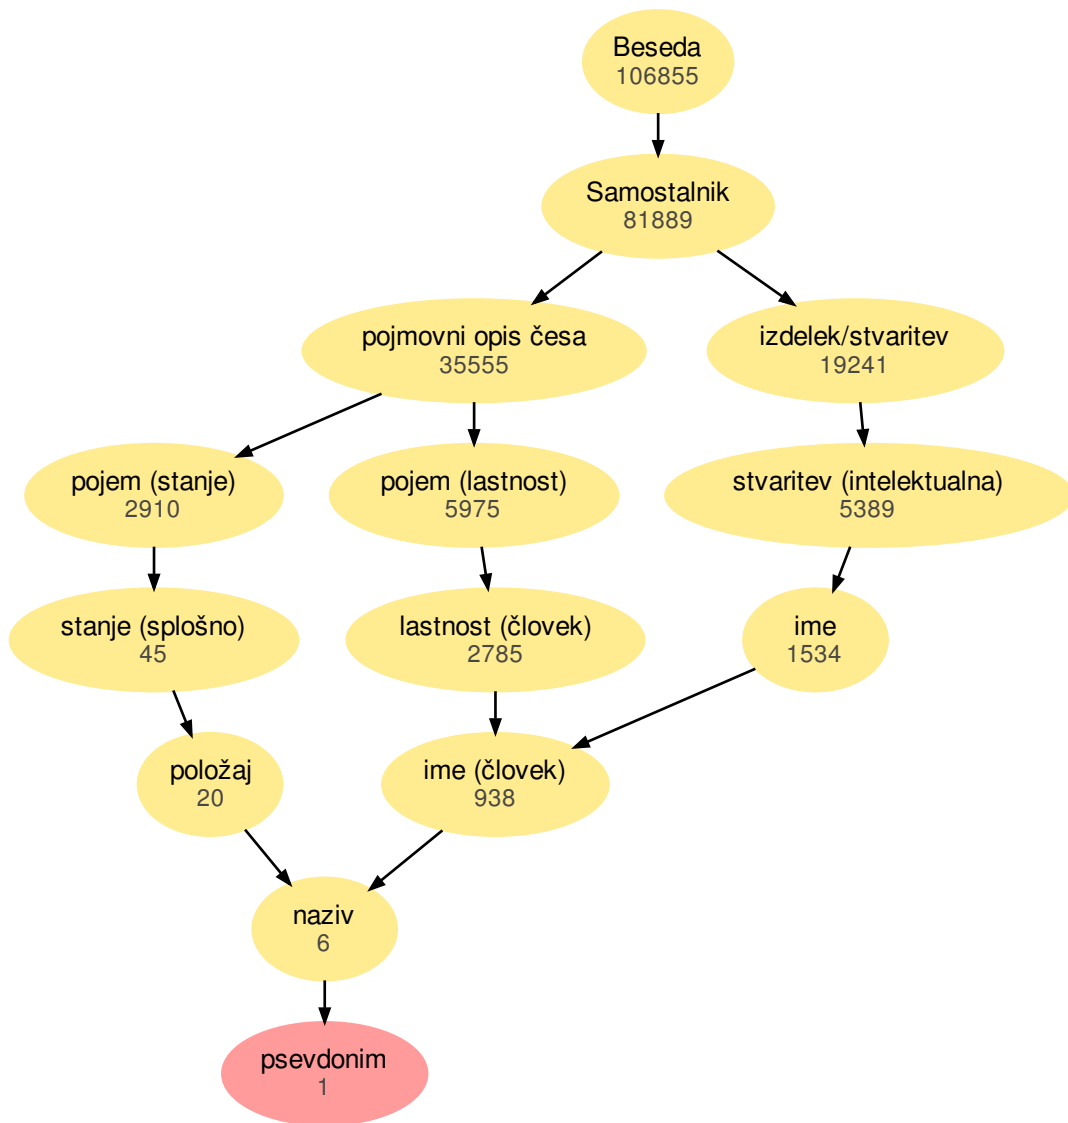 Beseda
106855
Samostalnik
81889
pojmovni opis česa
35555
izdelek/stvaritev
19241
pojem (stanje)
2910
pojem (lastnost)
5975
stvaritev (intelektualna)
5389
stanje (splošno)
45
lastnost (človek)
2785
ime
1534
položaj
20
ime (človek)
938
naziv
6
psevdonim
1